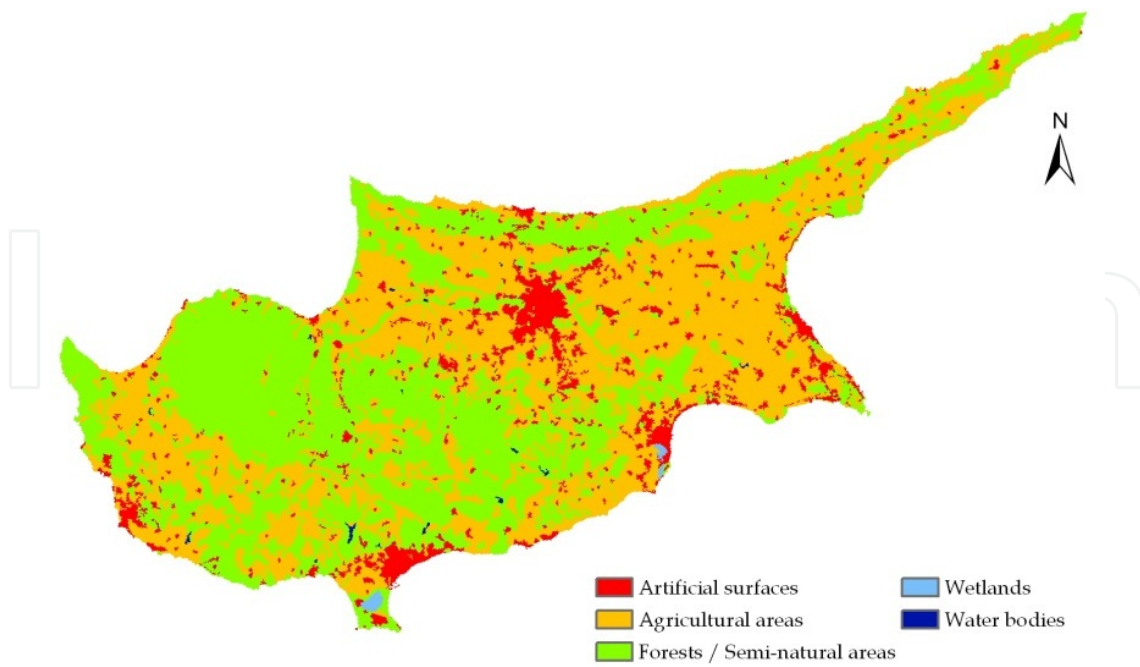 N
Artificial surfaces
Wetlands
Agricultural areas
Water bodies
Forests / Semi-natural areas